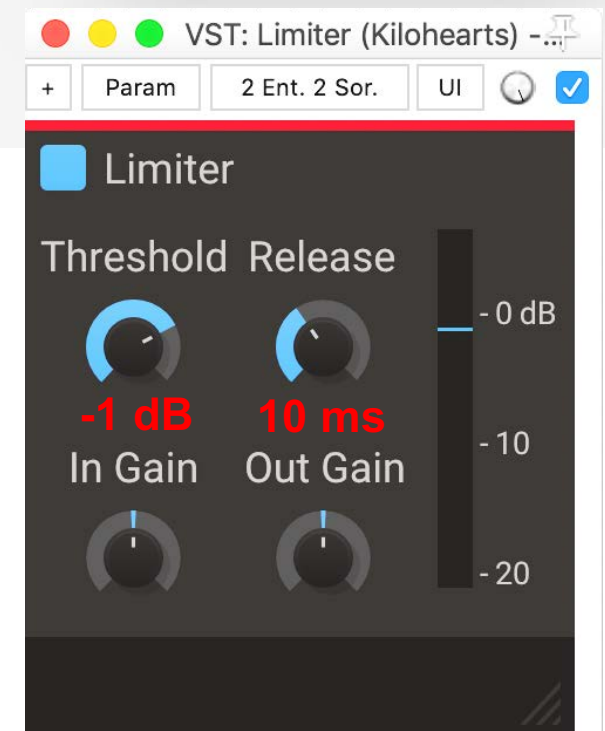 VST: Limiter (Kilohearts) -...
+ Param 2 Ent. 2 Sor. UI
Limiter
Threshold Release
-1 dB 10 ms
In Gain Out Gain
- 0 dB
- 10
- 20